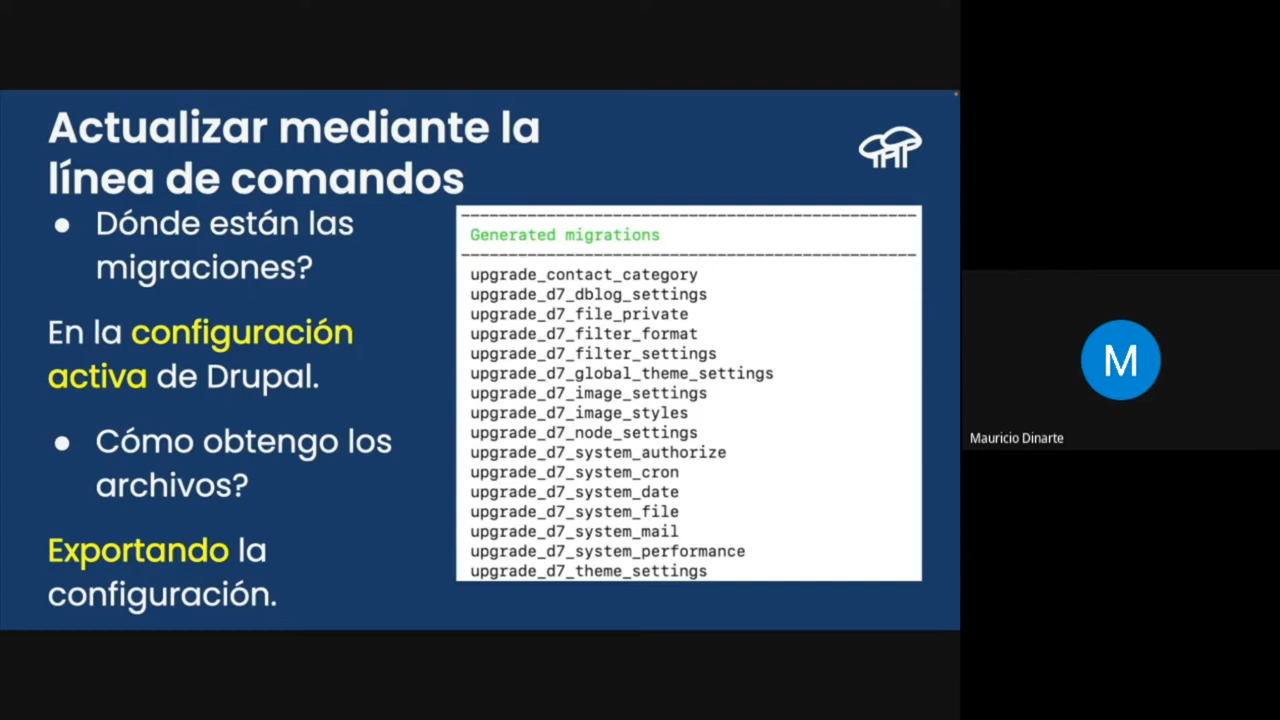 Actualizar mediante la
línea de comandos
● Dónde están las
migraciones?
En la configuración
activa de Drupal.
● Cómo obtengo los
archivos?
Exportando la
configuración.
Generated migrations
upgrade_contact_category
upgrade_d7_dblog_settings
upgrade_d7_file_private
upgrade_d7_filter_format
upgrade_d7_filter_settings
upgrade_d7_global_theme_settings
upgrade_d7_image_settings
upgrade_d7_image_styles
upgrade_d7_node_settings
upgrade_d7_system_authorize
upgrade_d7_system_cron
upgrade_d7_system_date
upgrade_d7_system_file
upgrade_d7_system_mail
upgrade_d7_system_performance
upgrade_d7_theme_settings
M
Mauricio Dinarte